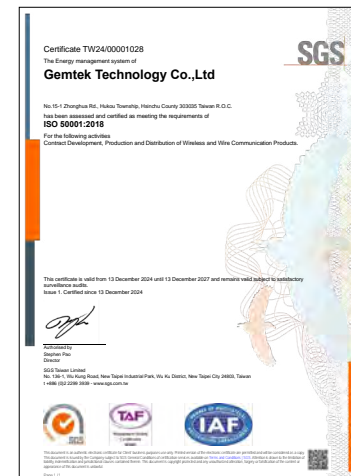 Certificate TW24/00001028
The Energy management system of
Gemtek Technology Co.,Ltd
SGS
No.15-1 Zhonghua Rd., Hukou Township, Hsinchu County 303035 Taiwan R.O.C.
has been assessed and certified as meeting the requirements of
ISO 50001:2018
For the following activities
Contract Development, Production and Distribution of Wireless and Wire Communication Products.
This certificate is valid from 13 December 2024 until 13 December 2027 and remains valid subject to satisfactory
surveillance audits.
Issue 1. Certified since 13 December 2024
Authorised by
Stephen Pao
Director
SGS Taiwan Limited
No. 136-1, Wu Kung Road, New Taipei Industrial Park, Wu Ku District, New Taipei City 24803, Taiwan
t +886 (0)2 2299 3939 - www.sgs.com.tw
SGS
TAF
IAF